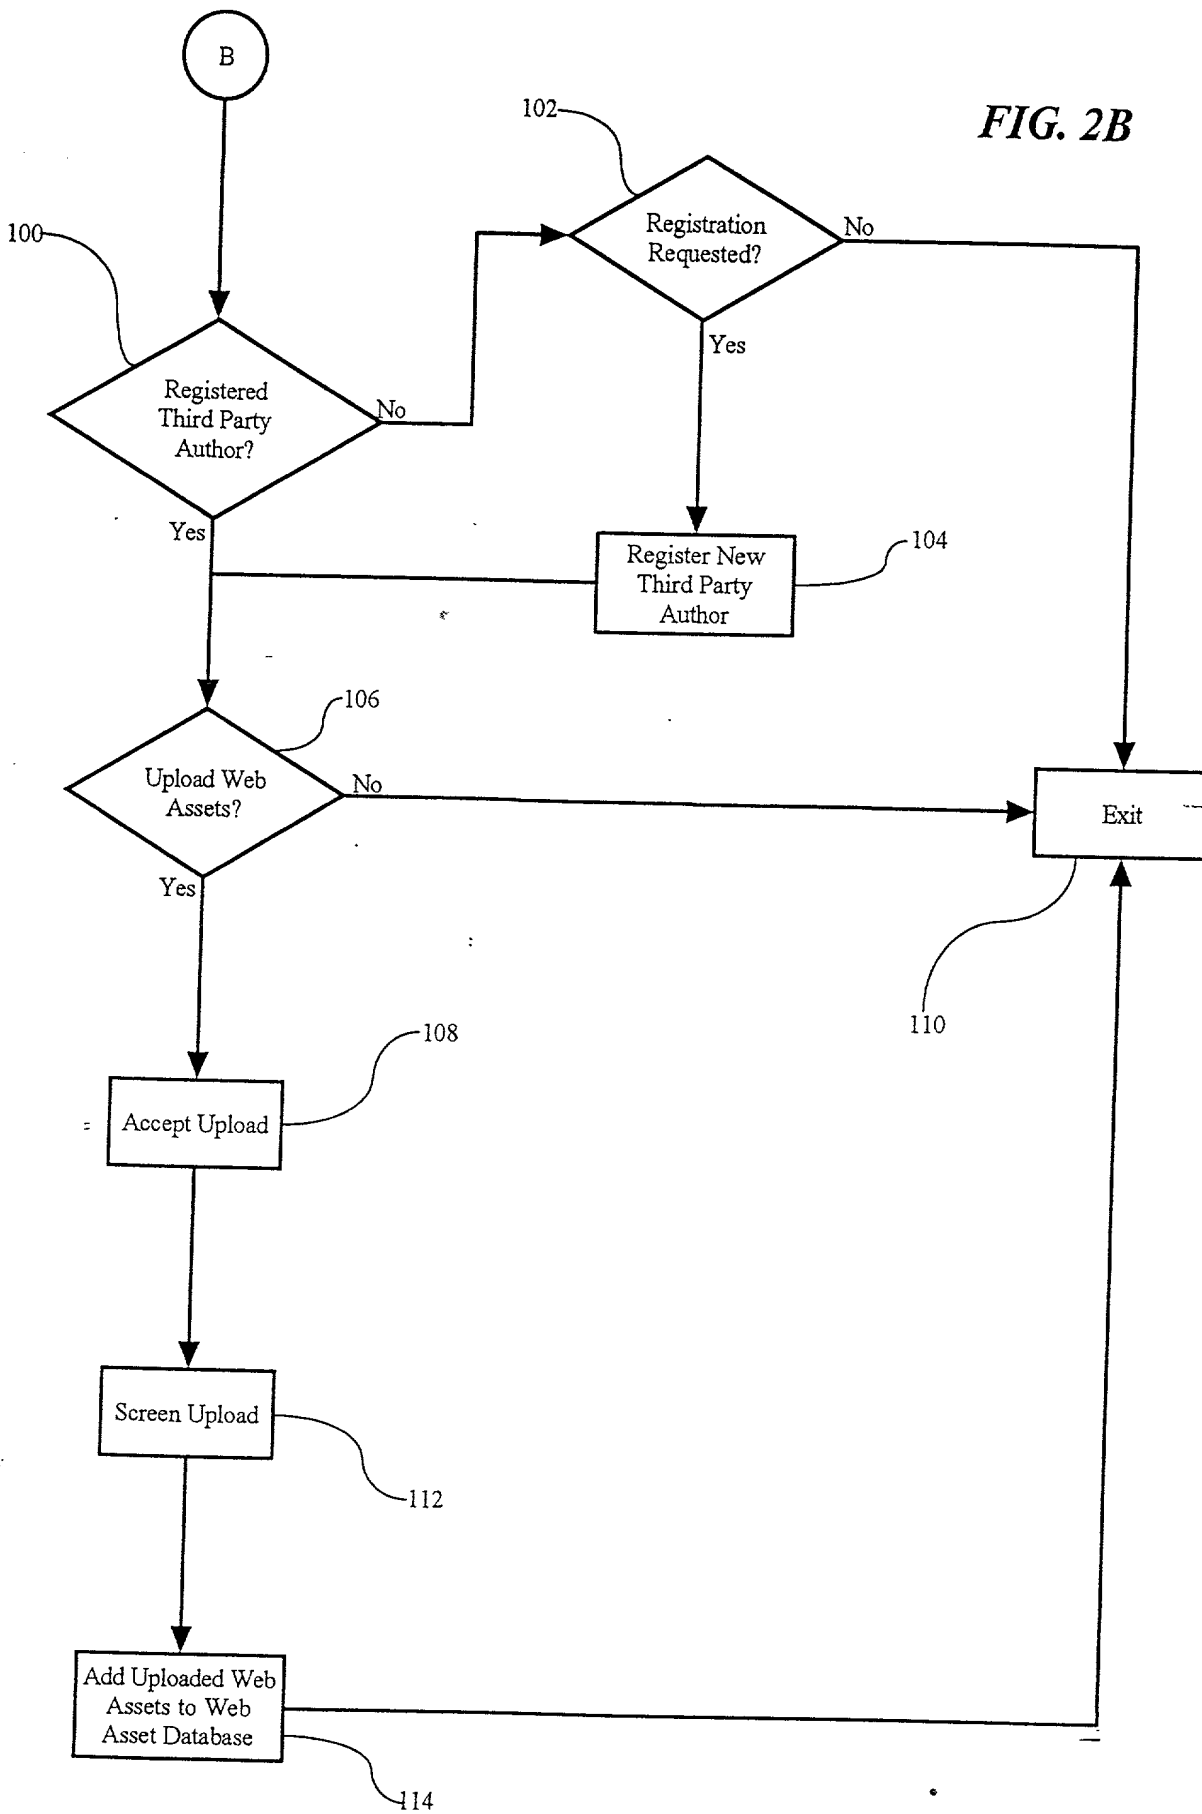 B
FIG. 2B
102
100
Registration
Requested?
No
Yes
Registered
Third Party
Author?
No
Yes
Register New
Third Party
Author
104
106
Upload Web
Assets?
No
Yes
Exit
110
108
Accept Upload
Screen Upload
112
Add Uploaded Web
Assets to Web
Asset Database
114